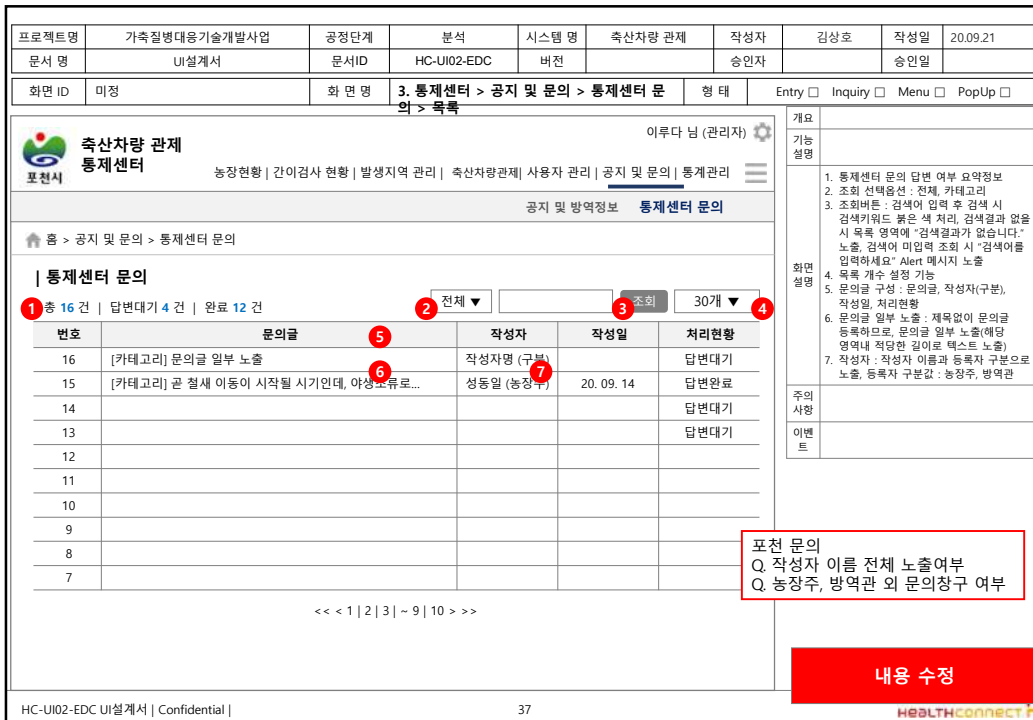 프로젝트명 가축질병대응기술개발사업 공정단계 분석 시스템 명 축산차량 관제 작성자 김상호 작성일 20.09.21
문서 명 UI설계서 문서ID HC-UI02-EDC 버전 승인자 승인일
화면 ID 미정 화 면 명 3. 통제센터 > 공지 및 문의 > 통제센터 문
의 > 목록 형 태 Entry □ Inquiry □ Menu □ PopUp □
포천시
축산차량 관제
통제센터
이루다 님 (관리자)
농장현황 | 간이검사 현황 | 발생지역 관리 | 축산차량관제| 사용자 관리 | 공지 및 문의 | 통계관리
공지 및 방역정보 통제센터 문의
홈 > 공지 및 문의 > 통제센터 문의
| 통제센터 문의
1 총 16 건 | 답변대기 4 건 | 완료 12 건 2 전체 ▼ 3 조회 30개 ▼ 4
번호 문의글 5 작성자 작성일 처리현황
16 [카테고리] 문의글 일부 노출 작성자명 (구분) 답변대기
6 7
15 [카테고리] 곧 철새 이동이 시작될 시기인데, 야생조류로... 성동일 (농장주) 20. 09. 14 답변완료
14 답변대기
13 답변대기
12
11
10
9
8
7
<< < 1 | 2 | 3 | ~ 9 | 10 > >>
개요
기능
설명
화면
설명
1. 통제센터 문의 답변 여부 요약정보
2. 조회 선택옵션 : 전체, 카테고리
3. 조회버튼 : 검색어 입력 후 검색 시
검색키워드 붉은 색 처리, 검색결과 없을
시 목록 영역에 “검색결과가 없습니다.”
노출, 검색어 미입력 조회 시 “검색어를
입력하세요” Alert 메시지 노출
4. 목록 개수 설정 기능
5. 문의글 구성 : 문의글, 작성자(구분),
작성일, 처리현황
6. 문의글 일부 노출 : 제목없이 문의글
등록하므로, 문의글 일부 노출(해당
영역내 적당한 길이로 텍스트 노출)
7. 작성자 : 작성자 이름과 등록자 구분으로
노출, 등록자 구분값 : 농장주, 방역관
주의
사항
이벤
트
포천 문의
Q. 작성자 이름 전체 노출여부
Q. 농장주, 방역관 외 문의창구 여부
내용 수정
HC-UI02-EDC UI설계서 | Confidential | 37 HEALTHCONNECT